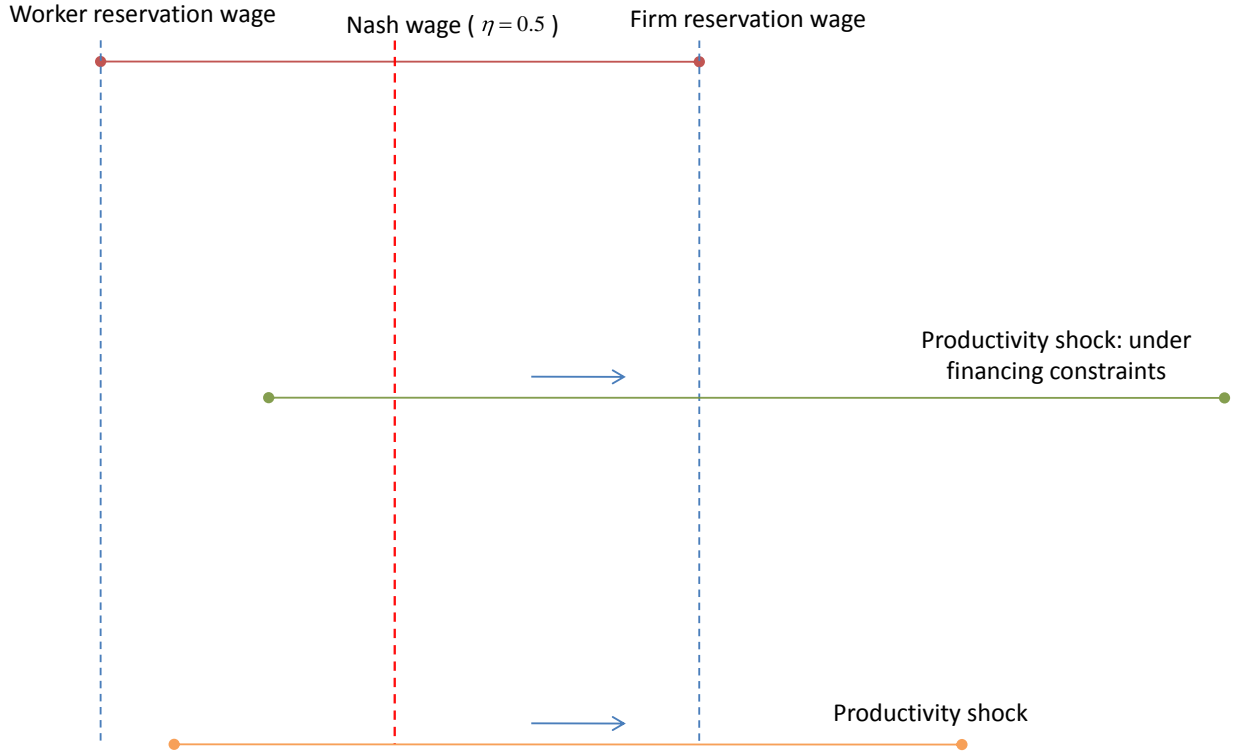 Worker reservation wage
Nash wage ( η = 0.5 )
Firm reservation wage
Productivity shock: under
financing constraints
Productivity shock